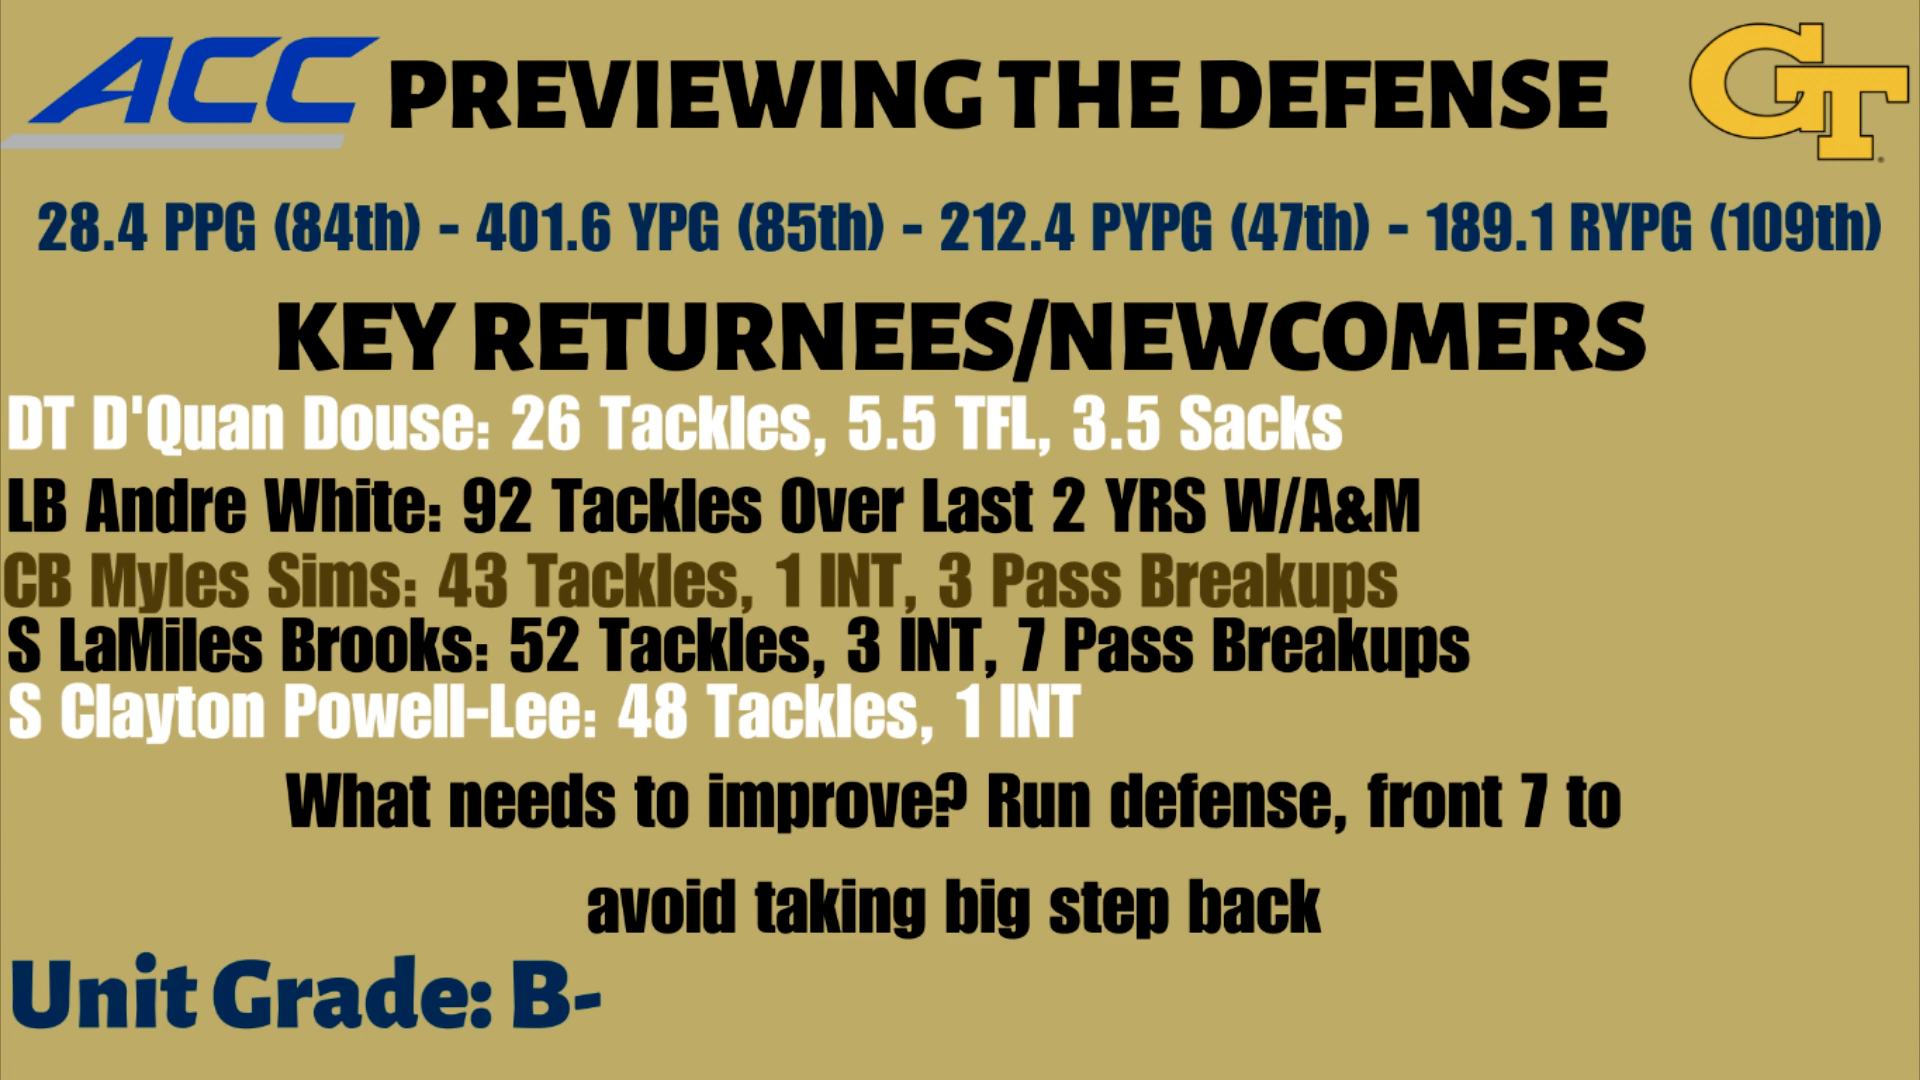 ACC PREVIEWING THE DEFENSE GT
28.4 PPG (84th) - 401.6 YPG (85th) - 212.4 PYPG (47th) - 189.1 RYPG (109th)
KEY RETURNEES/NEWCOMERS
DT D'Quan Douse: 26 Tackles, 5.5 TFL, 3.5 Sacks
LB Andre White: 92 Tackles Over Last 2 YRS W/A&M
CB Myles Sims: 43 Tackles, 1 INT, 3 Pass Breakups
S LaMiles Brooks: 52 Tackles, 3 INT, 7 Pass Breakups
S Clayton Powell-Lee: 48 Tackles, 1 INT
What needs to improve? Run defense, front 7 to
avoid taking big step back
Unit Grade: B-